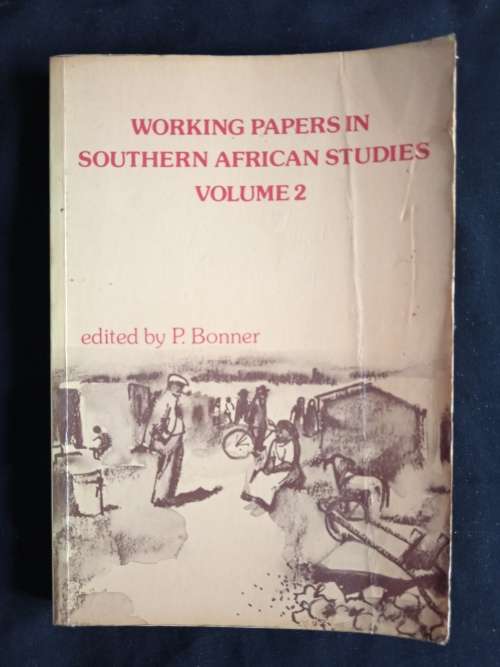 WORKING PAPERS IN
SOUTHERN AFRICAN STUDIES
VOLUME 2
edited by P. Bonner